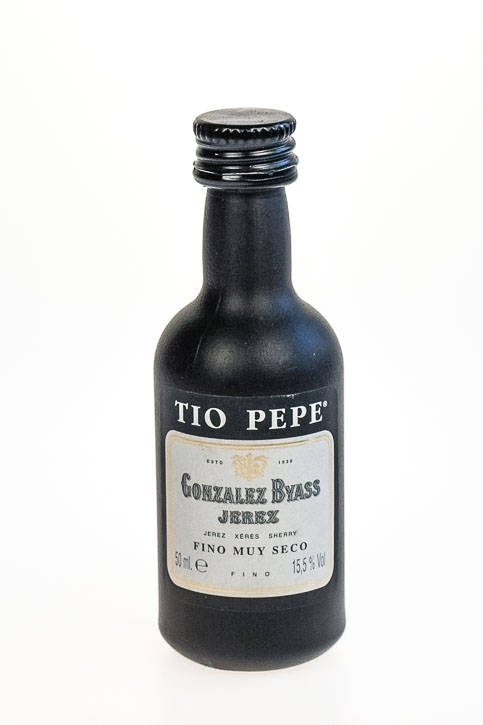 TIO PEPE®
ESTD 1835
GONZALEZ BYASS
JEREZ
JEREZ XÉRÈS SHERRY
FINO MUY SECO
50 ml. ℮ 15,5 % Vol
FINO